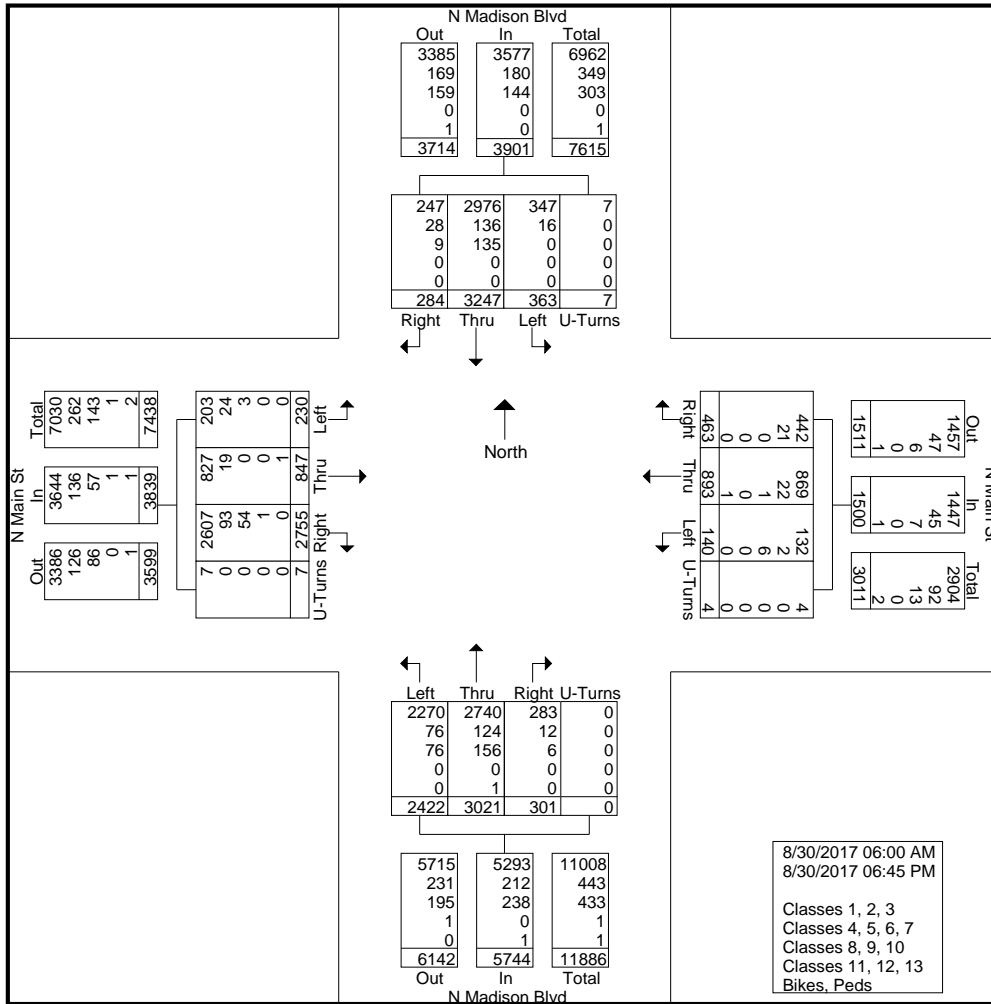 N Madison Blvd
Out In Total
3385 3577 6962
169 180 349
159 144 303
0 0 0
1 0 1
3714 3901 7615
247 2976 347 7
28 136 16 0
9 135 0 0
0 0 0 0
0 0 0 0
284 3247 363 7
Right Thru Left U-Turns
N Main St
Total
7030
262
143
1
2
7438
In
3644
136
57
1
1
3839
Out
3386
126
86
0
1
3599
Left
203
24
3
0
0
230
Thru
827
19
0
0
1
847
Right
2607
93
54
1
0
2755
U-Turns
7
0
0
0
0
7
North
Right
442
21
0
0
0
463
Thru
869
22
1
0
1
893
Left
132
2
6
0
0
140
U-Turns
4
0
0
0
0
4
N Main St
Out
1457
47
6
0
1
1511
In
1447
45
7
0
1
1500
Total
2904
92
13
0
2
3011
Left Thru Right U-Turns
2270 2740 283 0
76 124 12 0
76 156 6 0
0 0 0 0
0 1 0 0
2422 3021 301 0
5715 5293 11008
231 212 443
195 238 433
1 0 1
0 1 1
6142 5744 11886
Out In Total
N Madison Blvd
8/30/2017 06:00 AM
8/30/2017 06:45 PM
Classes 1, 2, 3
Classes 4, 5, 6, 7
Classes 8, 9, 10
Classes 11, 12, 13
Bikes, Peds